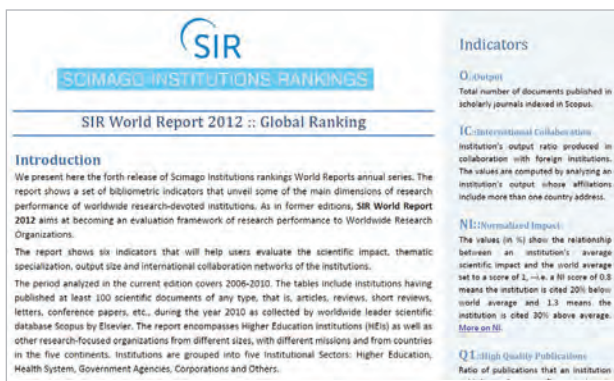 SIR
SCIMAGO INSTITUTIONS RANKINGS
SIR World Report 2012 :: Global Ranking
Introduction
We present here the forth release of Scimago Institutions rankings World Reports annual series. The
report shows a set of bibliometric indicators that unveil some of the main dimensions of research
performance of worldwide research-devoted institutions. As in former editions, SIR World Report
2012 aims at becoming an evaluation framework of research performance to Worldwide Research
Organizations.
The report shows six indicators that will help users evaluate the scientific impact, thematic
specialization, output size and international collaboration networks of the institutions.
The period analyzed in the current edition covers 2006-2010. The tables include institutions having
published at least 100 scientific documents of any type, that is, articles, reviews, short reviews,
letters, conference papers, etc., during the year 2010 as collected by worldwide leader scientific
database Scopus by Elsevier. The report encompasses Higher Education Institutions (HEIs) as well as
other research-focused organizations from different sizes, with different missions and from countries
in the five continents. Institutions are grouped into five Institutional Sectors: Higher Education,
Health System, Government Agencies, Corporations and Others.
Indicators
O::Output
Total number of documents published in
scholarly journals indexed in Scopus.
IC::International Collaboration
Institution's output ratio produced in
collaboration with foreign institutions.
The values are computed by analyzing an
institution's output whose affiliations
include more than one country address.
NI::Normalized Impact
The values (in %) show the relationship
between an institution's average
scientific impact and the world average
set to a score of 1, —i.e. a NI score of 0.8
means the institution is cited 20% below
world average and 1.3 means the
institution is cited 30% above average.
More on NI.
Q1::High Quality Publications
Ratio of publications that an institution